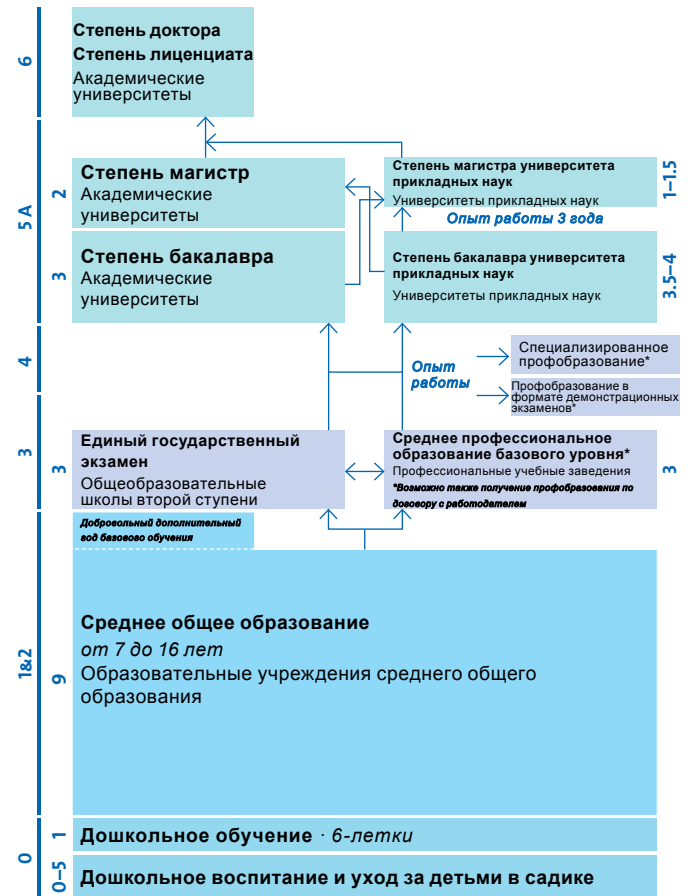 6
Степень доктора
Степень лиценциата
Академические
университеты
5 A
2
Степень магистр
Академические
университеты
Степень магистра университета
прикладных наук
Университеты прикладных наук
1–1.5
Опыт работы 3 года
3
Степень бакалавра
Академические
университеты
Степень бакалавра университета
прикладных наук
Университеты прикладных наук
3.5–4
4
Опыт
работы
Специализированное
профобразование*
Профобразование в
формате демонстрационных
экзаменов*
3
3
Единый государственный
экзамен
Общеобразовательные
школы второй ступени
Среднее профессиональное
образование базового уровня*
Профессиональные учебные заведения
*Возможно также получение профобразования по
договору с работодателем
3
Добровольный дополнительный
год базового обучения
1&2
9
Среднее общее образование
от 7 до 16 лет
Образовательные учреждения среднего общего
образования
0
1
Дошкольное обучение · 6-летки
0–5
Дошкольное воспитание и уход за детьми в садике